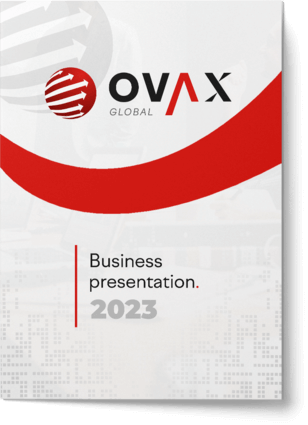 OVAX
GLOBAL
Business
presentation.
2023